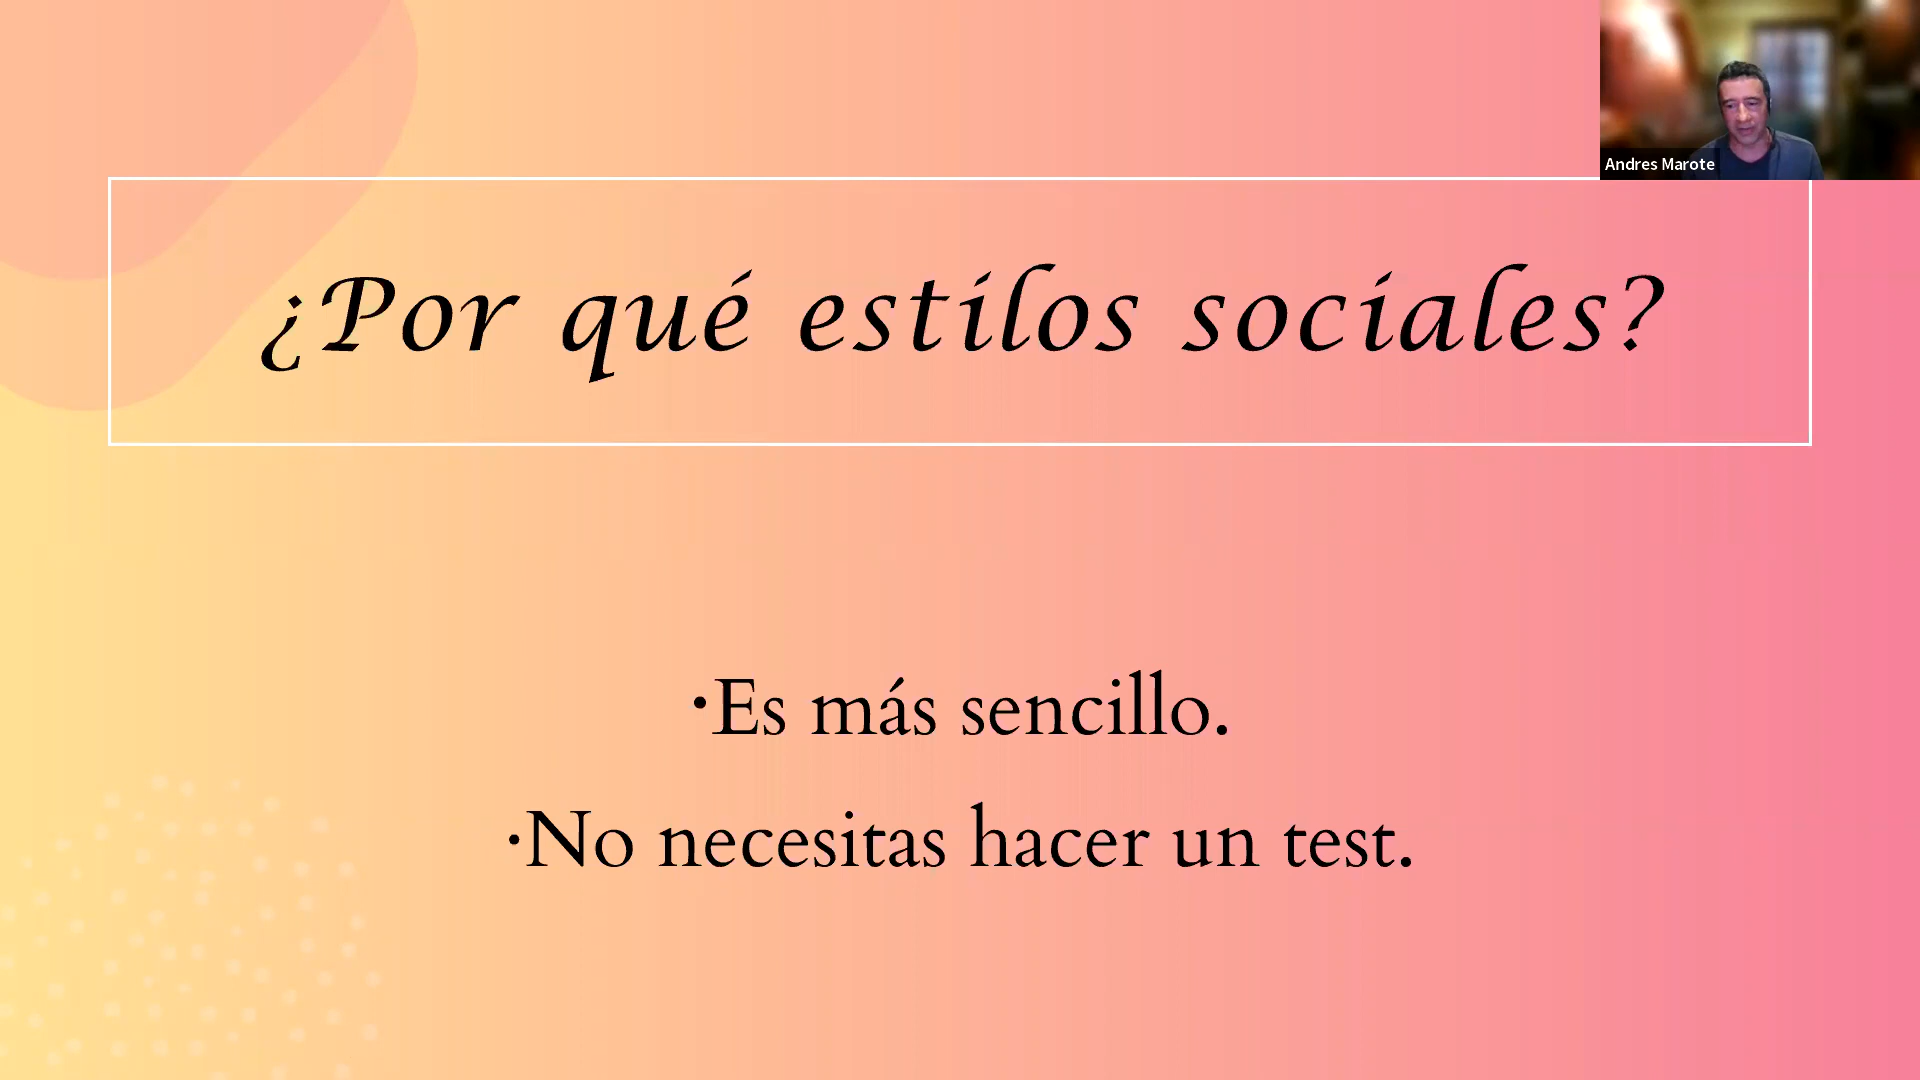 Andres Marote
¿Por qué estilos sociales?
·Es más sencillo.
·No necesitas hacer un test.